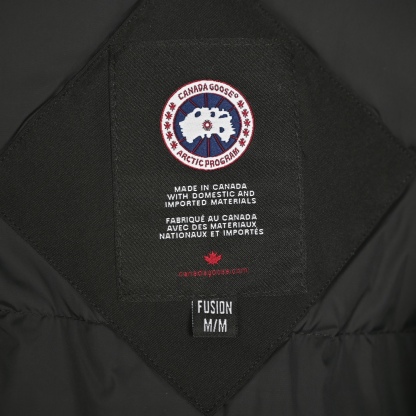 CANADA GOOSE®
ARCTIC PROGRAM
MADE IN CANADA
WITH DOMESTIC AND
IMPORTED MATERIALS
FABRIQUÉ AU CANADA
AVEC DES MATERIAUX
NATIONAUX ET IMPORTÉS
canadagoose.com
FUSION
M/M